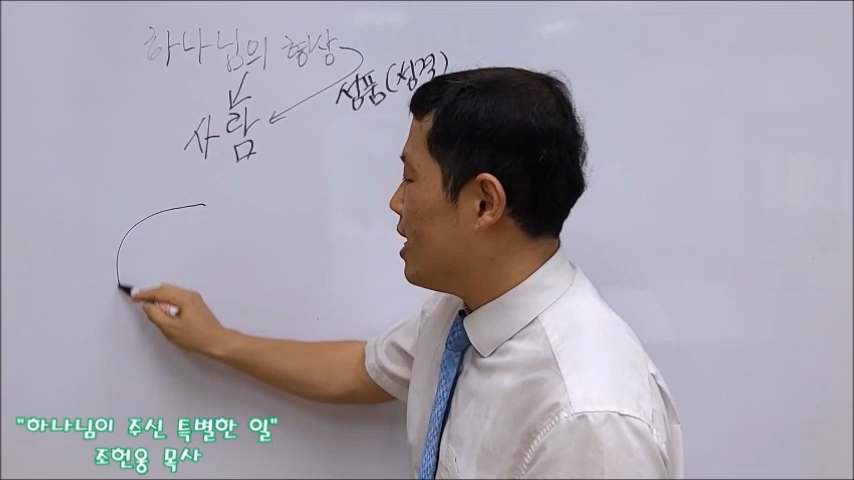 하나님의 형상
성품(성격)
사람
"하나님이 주신 특별한 일"
조헌웅 목사